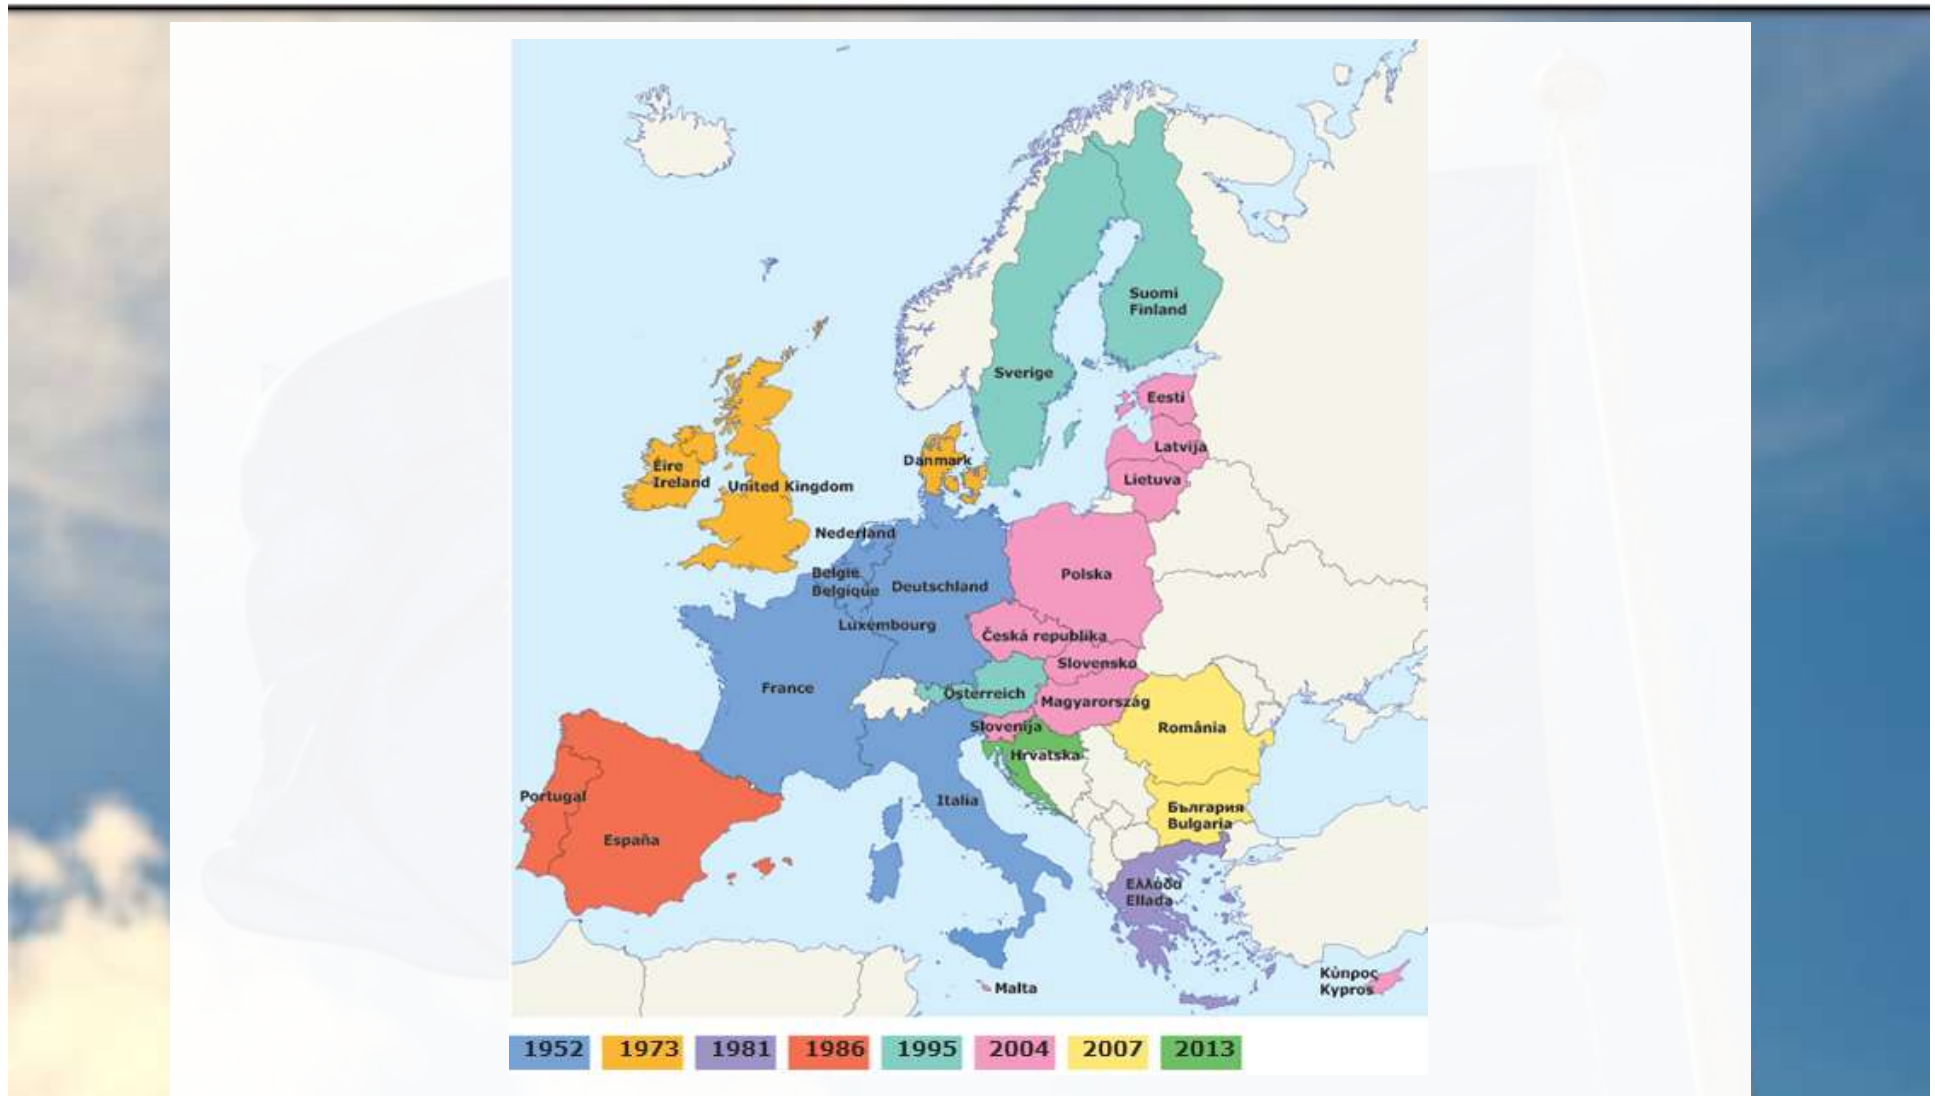 Suomi
Finland
Sverige
Eesti
Latvija
Lietuva
Danmark
Éire
Ireland
United Kingdom
Nederland
België
Belgique
Deutschland
Polska
Luxembourg
Česká republika
Slovensko
France
Österreich
Magyarország
Slovenija
România
Hrvatska
Portugal
Italia
България
Bulgaria
España
Ελλάδα
Ellada
Κύπρος
Kypros
Malta
1952 1973 1981 1986 1995 2004 2007 2013